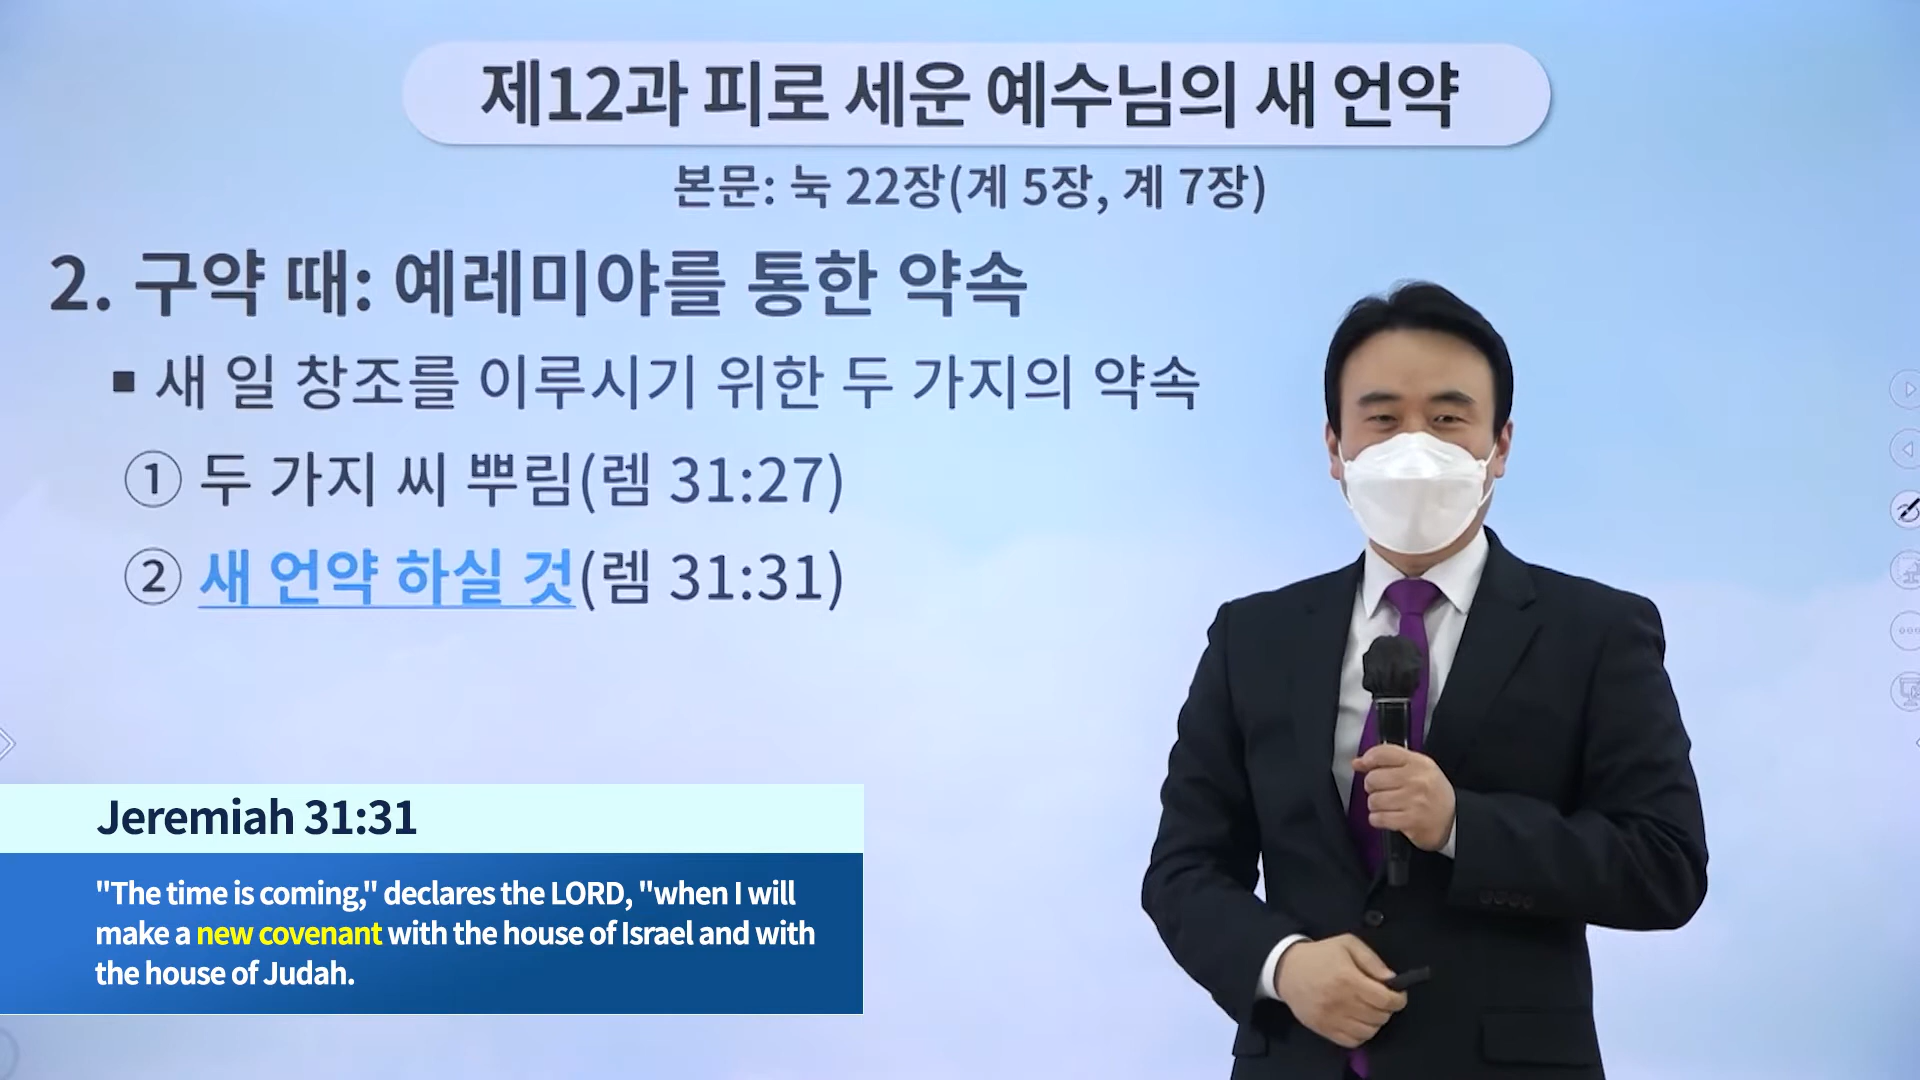 제12과 피로 세운 예수님의 새 언약
본문: 눅 22장(계 5장, 계 7장)
2. 구약 때: 예레미야를 통한 약속
▪ 새 일 창조를 이루시기 위한 두 가지의 약속
① 두 가지 씨 뿌림(렘 31:27)
② 새 언약 하실 것(렘 31:31)
Jeremiah 31:31
"The time is coming," declares the LORD, "when I will
make a new covenant with the house of Israel and with
the house of Judah.